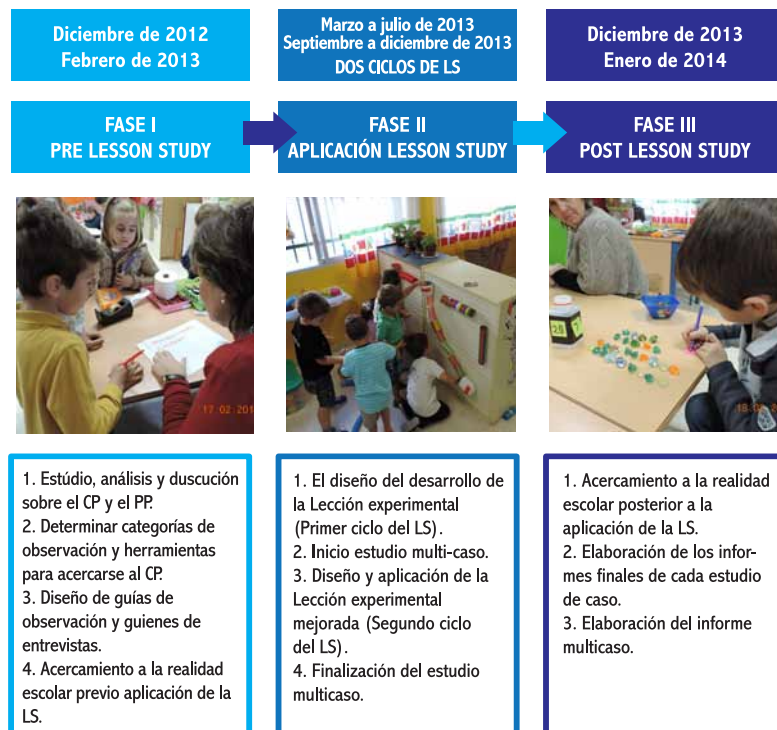 Diciembre de 2012
Febrero de 2013
Marzo a julio de 2013
Septiembre a diciembre de 2013
DOS CICLOS DE LS
Diciembre de 2013
Enero de 2014
FASE I
PRE LESSON STUDY
FASE II
APLICACIÓN LESSON STUDY
FASE III
POST LESSON STUDY
17 02 201
18 02 20
28
1. Estúdio, análisis y duscución
sobre el CP y el PP.
2. Determinar categorías de
observación y herramientas
para acercarse al CP.
3. Diseño de guías de
observación y guienes de
entrevistas.
4. Acercamiento a la realidad
escolar previo aplicación de la
LS.
1. El diseño del desarrollo de
la Lección experimental
(Primer ciclo del LS).
2. Inicio estudio multi-caso.
3. Diseño y aplicación de la
Lección experimental
mejorada (Segundo ciclo
del LS).
4. Finalización del estudio
multicaso.
1. Acercamiento a la realidad
escolar posterior a la
aplicación de la LS.
2. Elaboración de los infor-
mes finales de cada estudio
de caso.
3. Elaboración del informe
multicaso.